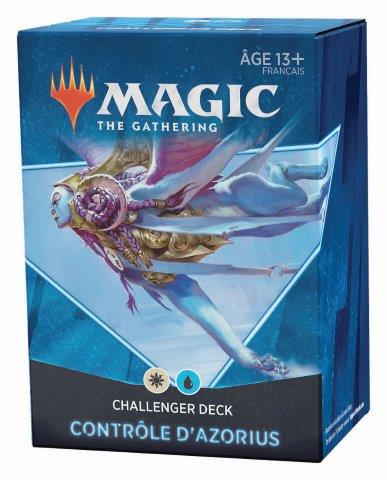 ÂGE 13+
FRANÇAIS
MAGIC
THE GATHERING
CHALLENGER DECK
CONTRÔLE D'AZORIUS